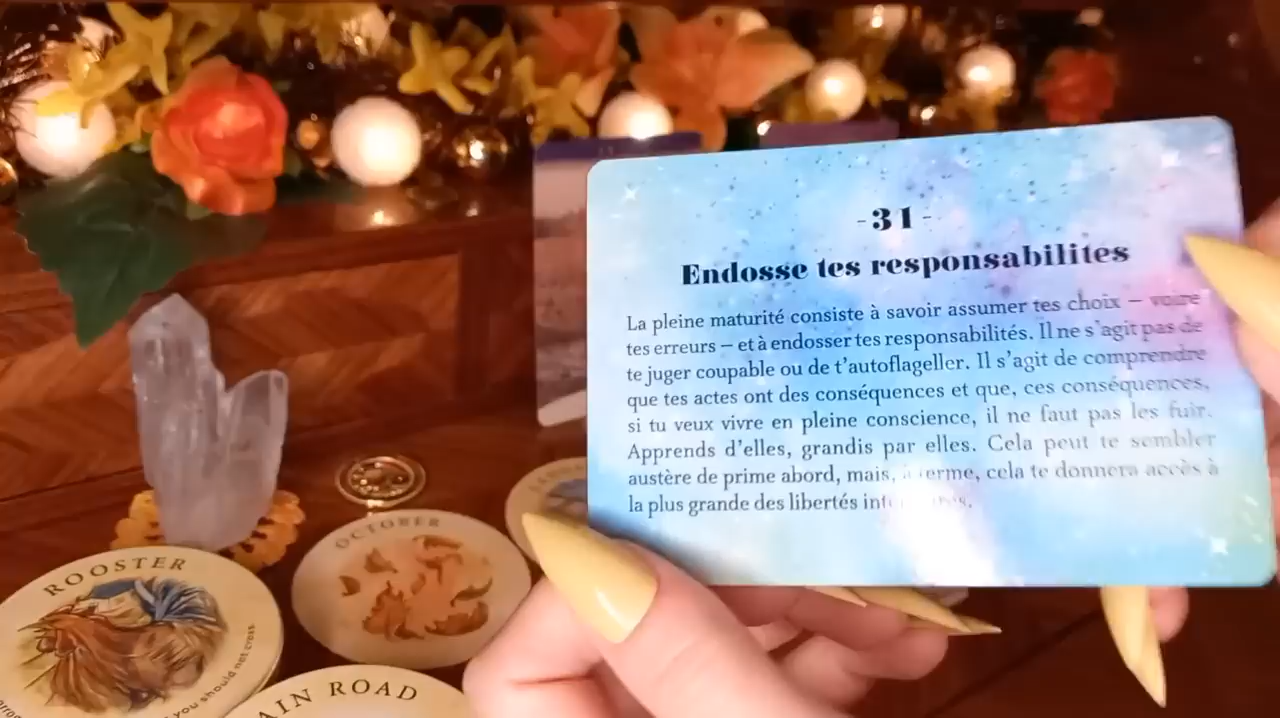 -31-
Endosse tes responsabilites
La pleine maturité consiste à savoir assumer tes choix – voire
tes erreurs – et à endosser tes responsabilités. Il ne s'agit pas de
te juger coupable ou de t'autoflageller. Il s'agit de comprendre
que tes actes ont des conséquences et que, ces conséquences,
si tu veux vivre en pleine conscience, il ne faut pas les fuir.
Apprends d'elles, grandis par elles. Cela peut te sembler
austère de prime abord, mais, à terme, cela te donnera accès à
la plus grande des libertés
ROOSTER
you should not cross
OCTOBER
ROAD